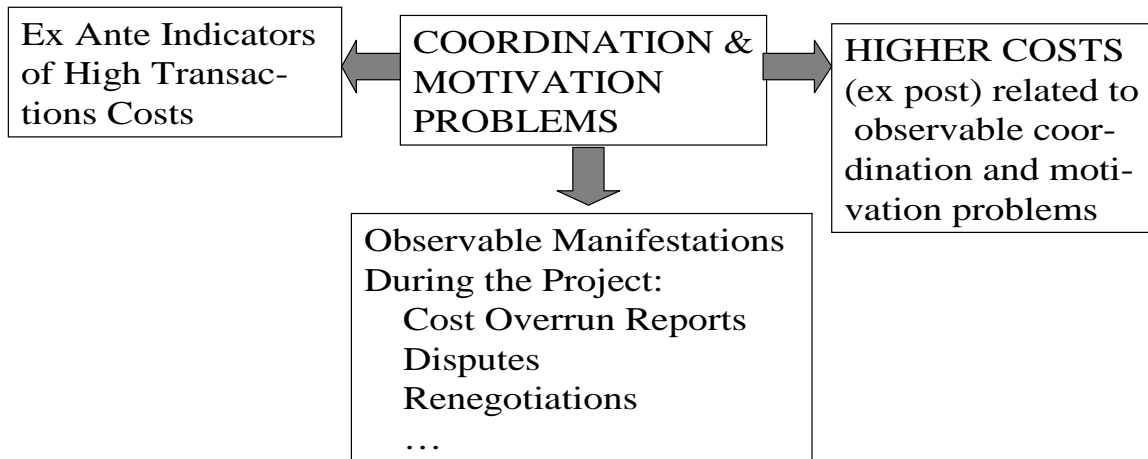 Ex Ante Indicators
of High Transac-
tions Costs
COORDINATION &
MOTIVATION
PROBLEMS
HIGHER COSTS
(ex post) related to
observable coor-
dination and moti-
vation problems
Observable Manifestations
During the Project:
Cost Overrun Reports
Disputes
Renegotiations
…